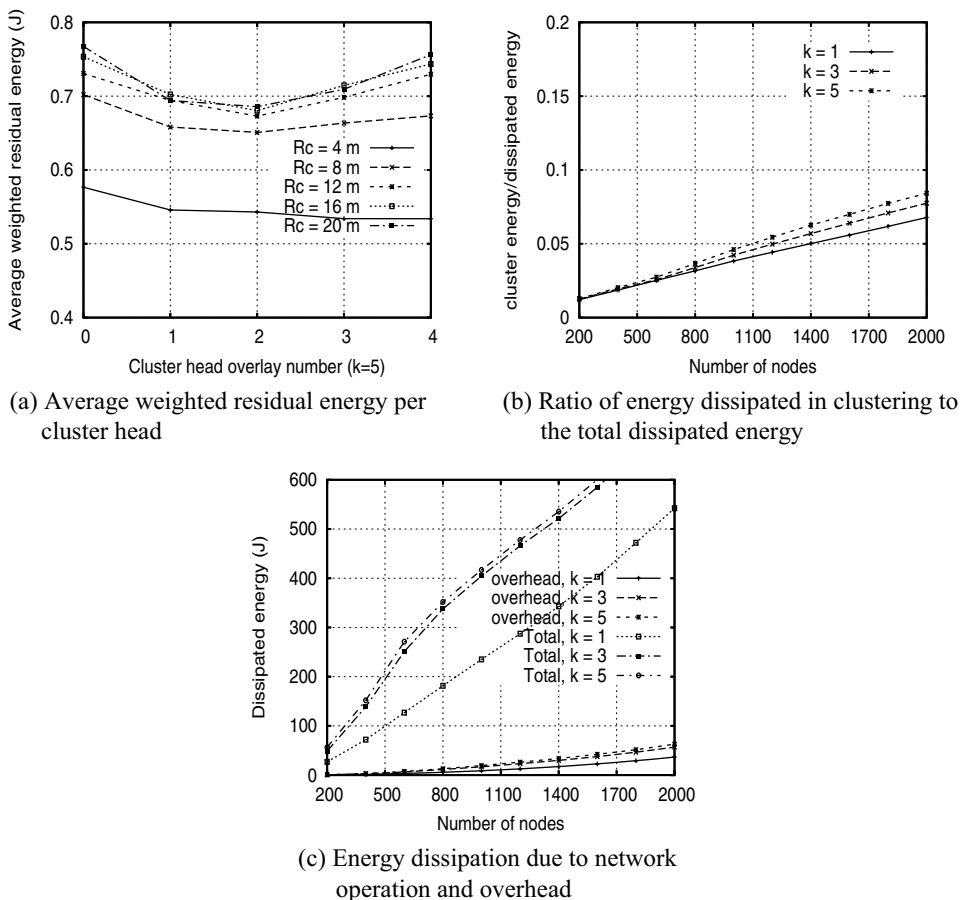 Average weighted residual energy (J)
0.8
0.7
0.6
0.5
0.4
0
1
2
3
4
Rc = 4 m
Rc = 8 m
Rc = 12 m
Rc = 16 m
Rc = 20 m
Cluster head overlay number (k=5)
(a) Average weighted residual energy per
cluster head
cluster energy/dissipated energy
0.2
0.15
0.1
0.05
0
200
500
800
1100
1400
1700
2000
k = 1
k = 3
k = 5
Number of nodes
(b) Ratio of energy dissipated in clustering to
the total dissipated energy
Dissipated energy (J)
600
500
400
300
200
100
0
200
500
800
1100
1400
1700
2000
overhead, k = 1
overhead, k = 3
overhead, k = 5
Total, k = 1
Total, k = 3
Total, k = 5
Number of nodes
(c) Energy dissipation due to network
operation and overhead